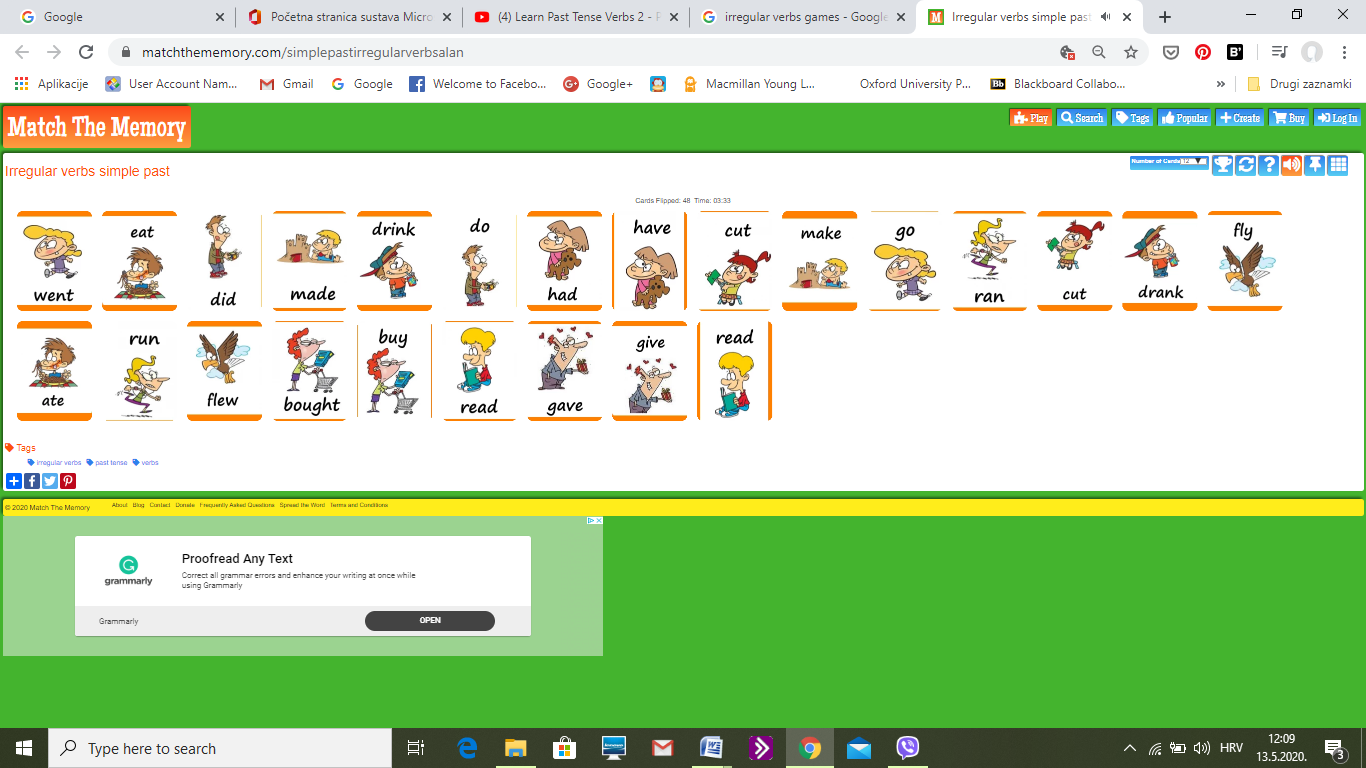 Google
Početna stranica sustava Micro
(4) Learn Past Tense Verbs 2 - P
irregular verbs games - Google
Irregular verbs simple past
matchthememory.com/simplepastirregularverbsalan
Aplikacije
User Account Nam...
Gmail
Google
Welcome to Facebo...
Google+
Macmillan Young L...
Oxford University P...
Bb
Blackboard Collabo...
Drugi zaznamki
Match The Memory
Play
Search
Tags
Popular
Create
Buy
Log In
Irregular verbs simple past
Number of Cards 12
Cards Flipped: 48 Time: 03:33
went
eat
did
made
drink
do
had
have
cut
make
go
ran
cut
drank
fly
ate
run
flew
bought
buy
read
gave
give
read
Tags
irregular verbs
past tense
verbs
© 2020 Match The Memory
About Blog Contact Donate Frequently Asked Questions Spread the Word Terms and Conditions
grammarly
Proofread Any Text
Correct all grammar errors and enhance your writing at once while
using Grammarly
Grammarly
OPEN
Type here to search
HRV
12:09
13.5.2020.
3